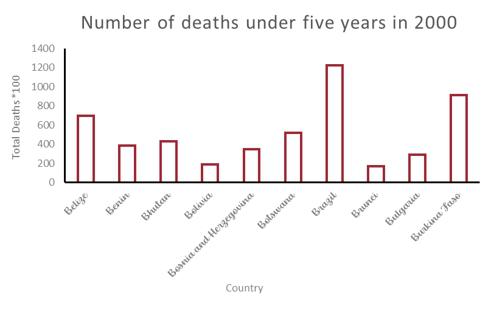 Number of deaths under five years in 2000
Total Deaths *100
1400
1200
1000
800
600
400
200
0
Belize
Benin
Bhutan
Bolivia
Bosnia and Herzegovina
Botswana
Brazil
Brunei
Bulgaria
Burkina Faso
Country